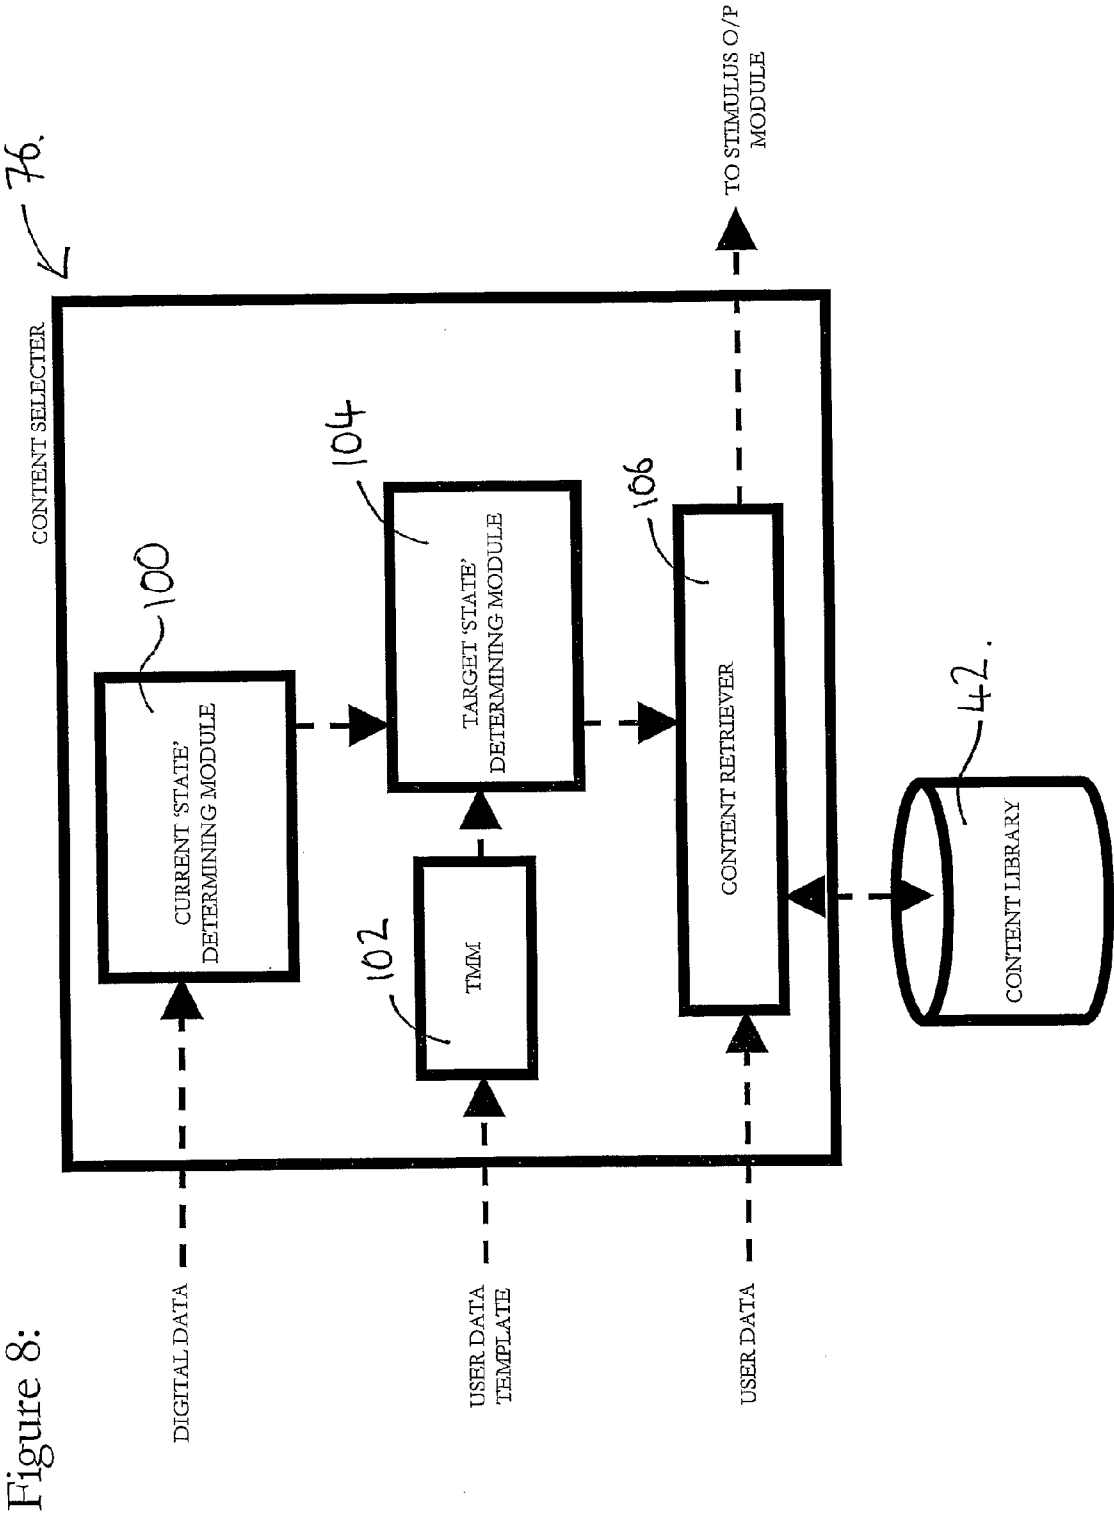 Figure 8:
CONTENT SELECTER
76.
DIGITAL DATA
CURRENT 'STATE'
DETERMINING MODULE
100
USER DATA
TEMPLATE
TMM
102
TARGET 'STATE'
DETERMINING MODULE
104
USER DATA
CONTENT RETRIEVER
106
TO STIMULUS O/P
MODULE
CONTENT LIBRARY
42.